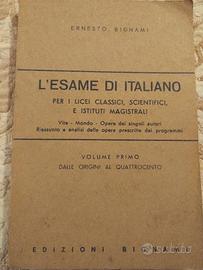 ERNESTO BIGNAMI
L'ESAME DI ITALIANO
PER I LICEI CLASSICI, SCIENTIFICI,
E ISTITUTI MAGISTRALI
Vita - Mondo - Opere dei singoli autori
Riassunto e analisi delle opere prescritte dai programmi
VOLUME PRIMO
DALLE ORIGINI AL QUATTROCENTO
EDIZIONI BIGNAMI